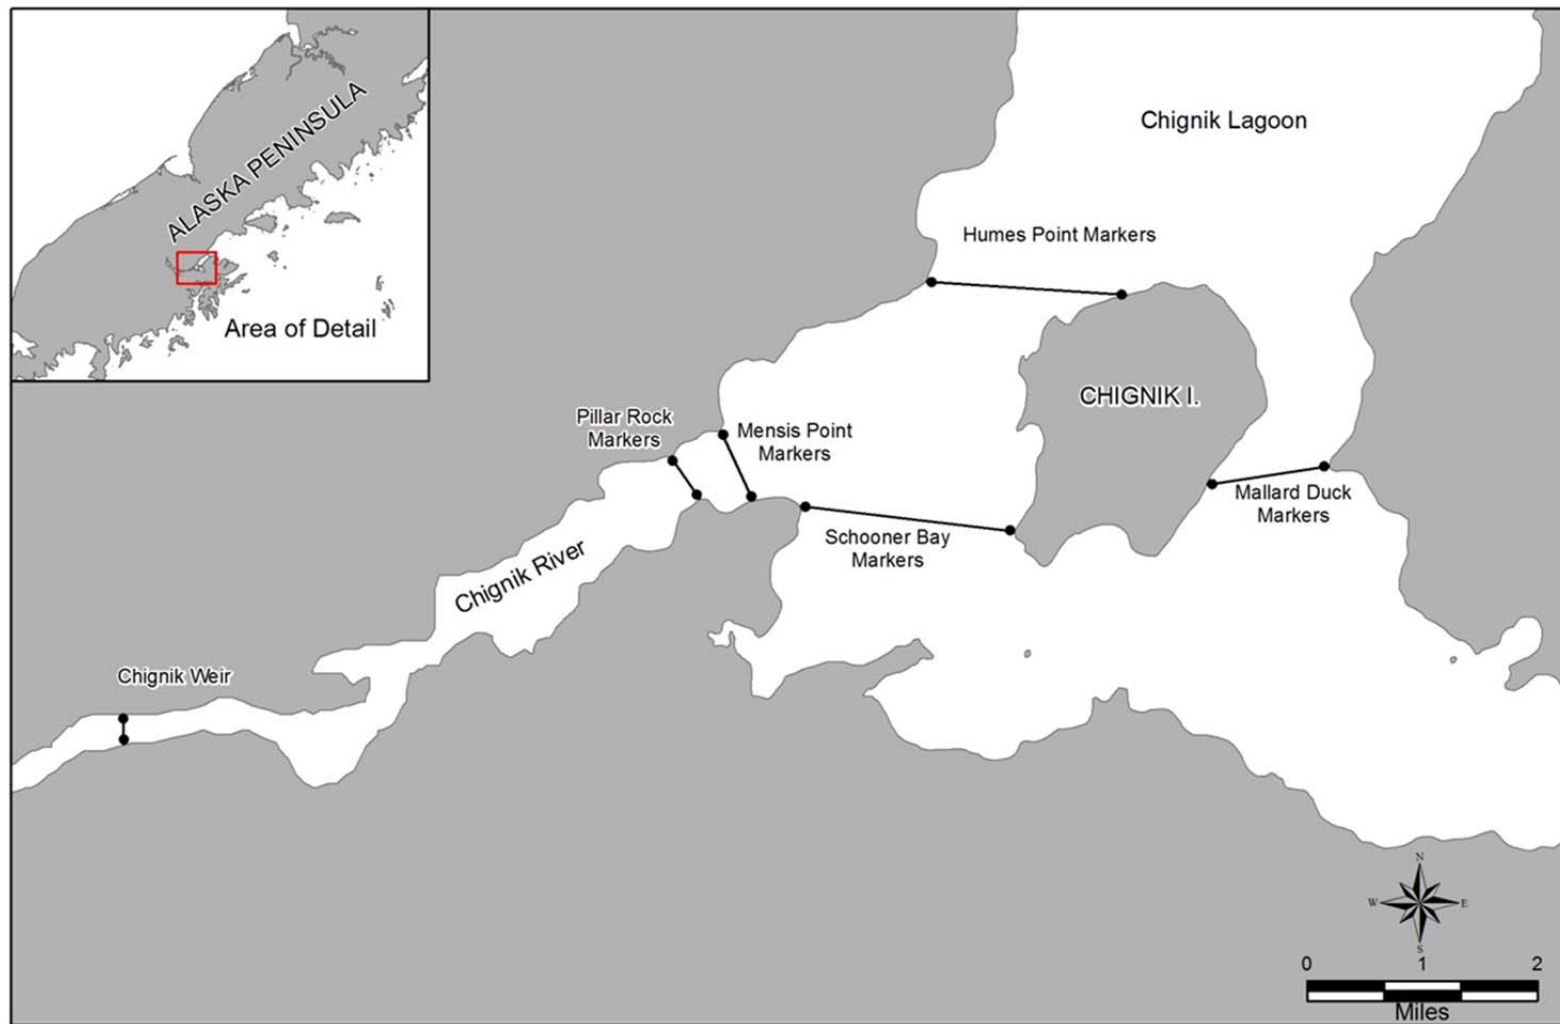 ALASKA PENINSULA
Area of Detail
Chignik Lagoon
Humes Point Markers
CHIGNIK I.
Pillar Rock
Markers
Mensis Point
Markers
Mallard Duck
Markers
Schooner Bay
Markers
Chignik River
Chignik Weir
N
W
E
S
0 1 2
Miles